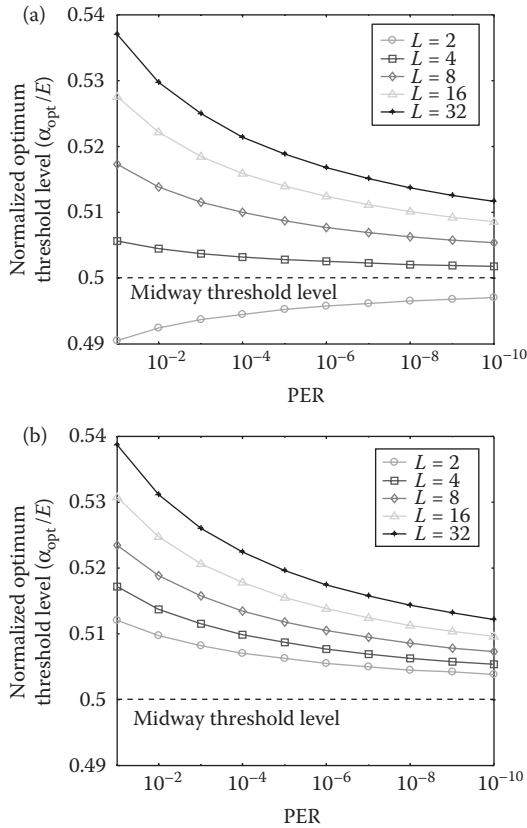 (a)
0.54
0.53
0.52
0.51
0.5
0.49
Normalized optimum
threshold level (α_opt/E)
L = 2
L = 4
L = 8
L = 16
L = 32
Midway threshold level
10^−2
10^−4
10^−6
10^−8
10^−10
PER
(b)
0.54
0.53
0.52
0.51
0.5
0.49
Normalized optimum
threshold level (α_opt/E)
L = 2
L = 4
L = 8
L = 16
L = 32
Midway threshold level
10^−2
10^−4
10^−6
10^−8
10^−10
PER